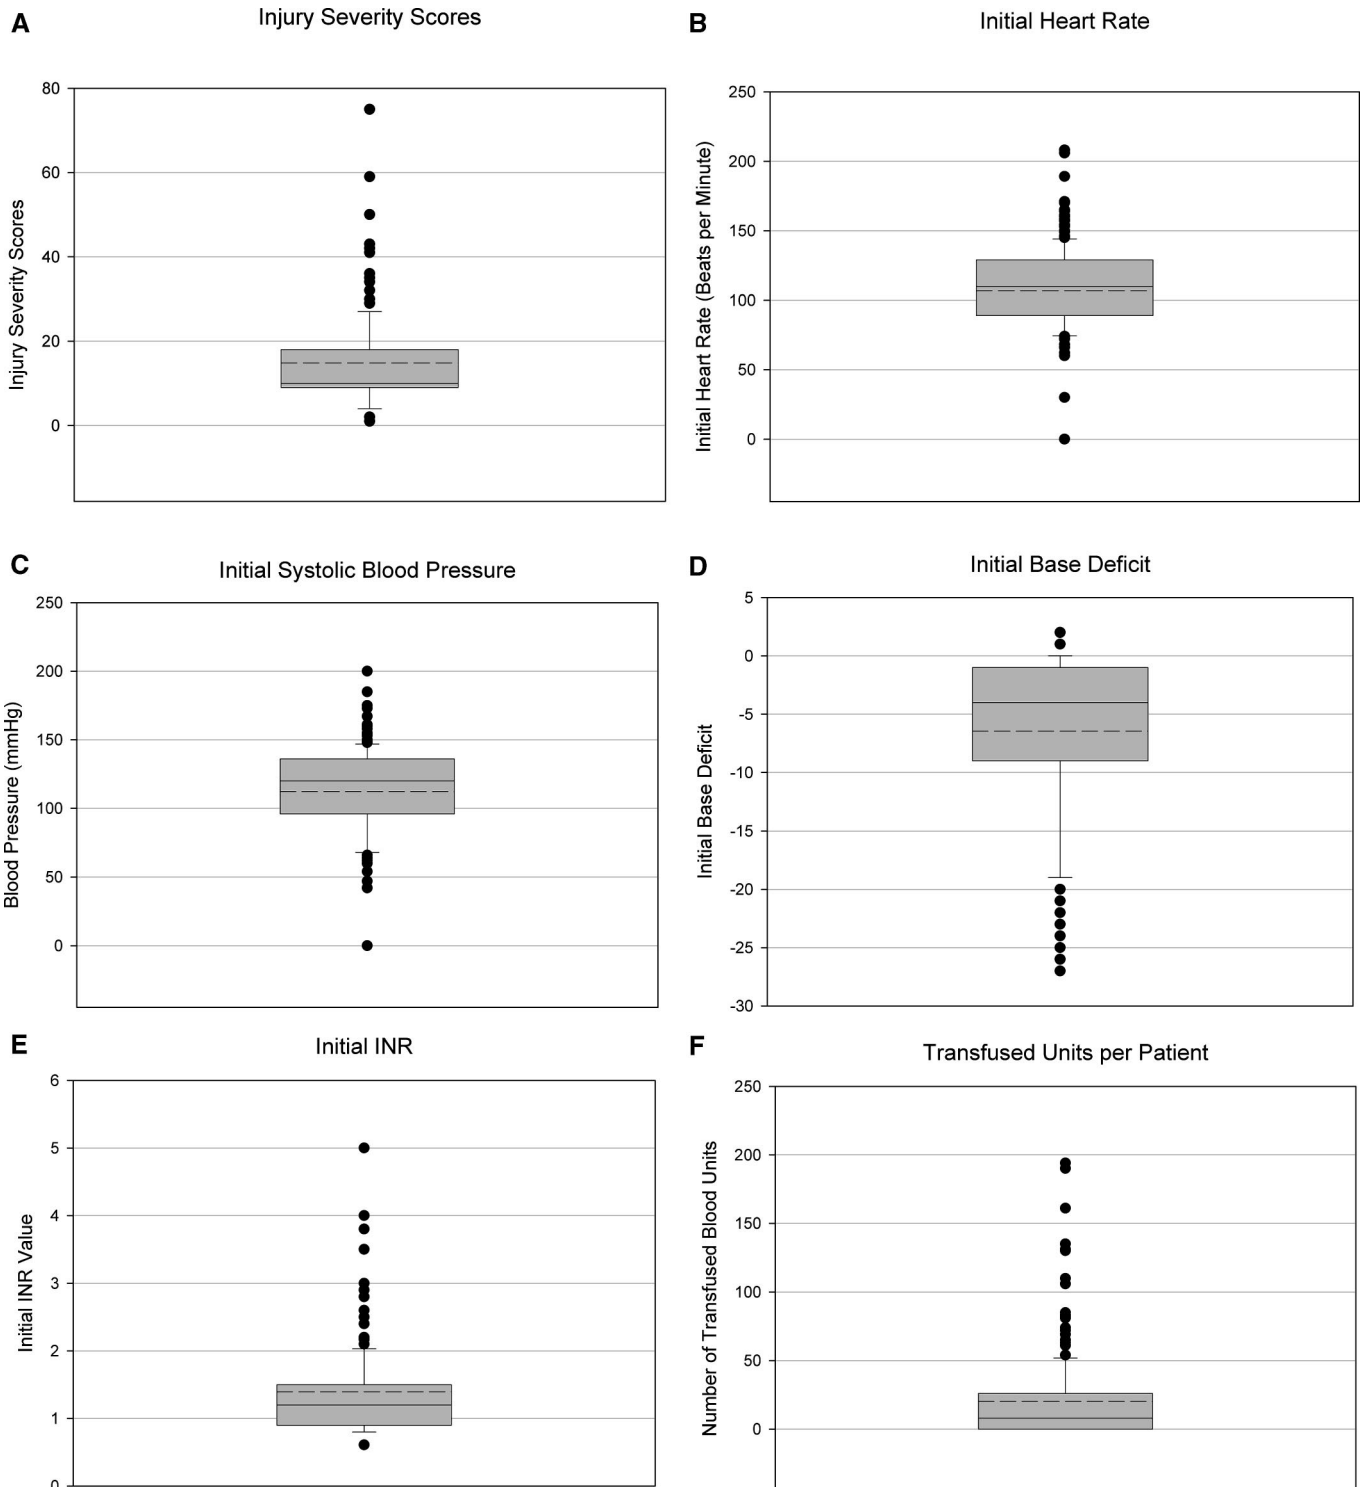 A
Injury Severity Scores
Injury Severity Scores
80
60
40
20
0
B
Initial Heart Rate
Initial Heart Rate (Beats per Minute)
250
200
150
100
50
0
C
Initial Systolic Blood Pressure
Blood Pressure (mmHg)
250
200
150
100
50
0
D
Initial Base Deficit
Initial Base Deficit
5
0
-5
-10
-15
-20
-25
-30
E
Initial INR
Initial INR Value
6
5
4
3
2
1
0
F
Transfused Units per Patient
Number of Transfused Blood Units
250
200
150
100
50
0